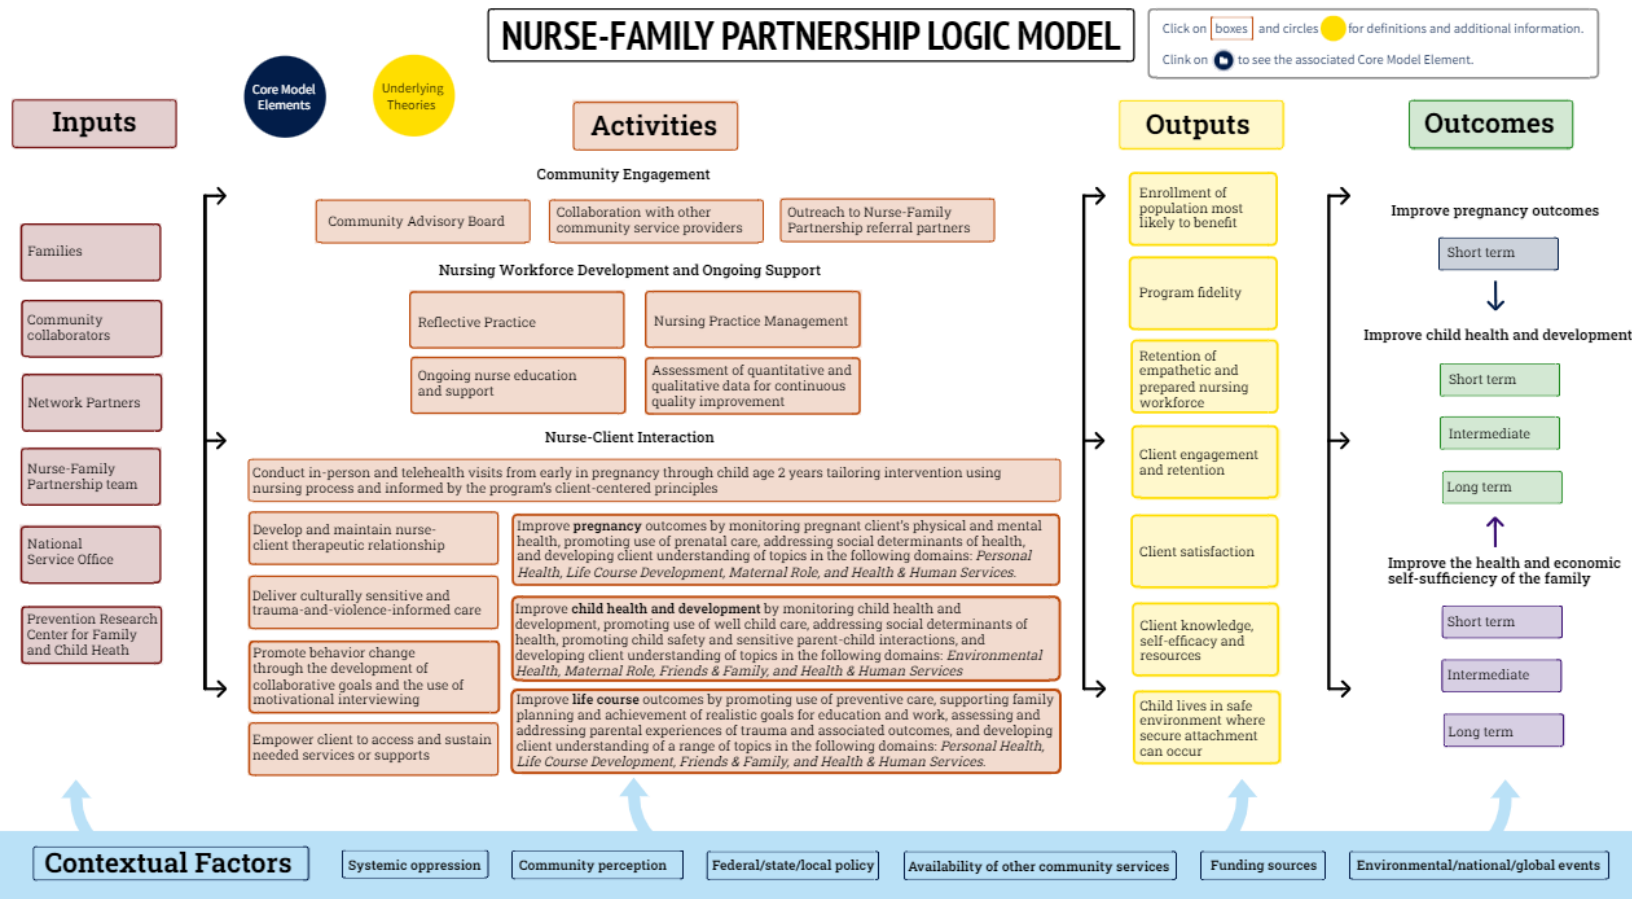 NURSE-FAMILY PARTNERSHIP LOGIC MODEL
Click on boxes and circles for definitions and additional information.
Clink on to see the associated Core Model Element.
Core Model
Elements
Underlying
Theories
Inputs
Families
Community
collaborators
Network Partners
Nurse-Family
Partnership team
National
Service Office
Prevention Research
Center for Family
and Child Heath
Activities
Community Engagement
Community Advisory Board
Collaboration with other
community service providers
Outreach to Nurse-Family
Partnership referral partners
Nursing Workforce Development and Ongoing Support
Reflective Practice
Nursing Practice Management
Ongoing nurse education
and support
Assessment of quantitative and
qualitative data for continuous
quality improvement
Nurse-Client Interaction
Conduct in-person and telehealth visits from early in pregnancy through child age 2 years tailoring intervention using
nursing process and informed by the program's client-centered principles
Develop and maintain nurse-
client therapeutic relationship
Deliver culturally sensitive and
trauma-and-violence-informed care
Promote behavior change
through the development of
collaborative goals and the use of
motivational interviewing
Empower client to access and sustain
needed services or supports
Improve pregnancy outcomes by monitoring pregnant client's physical and mental
health, promoting use of prenatal care, addressing social determinants of health,
and developing client understanding of topics in the following domains: Personal
Health, Life Course Development, Maternal Role, and Health & Human Services.
Improve child health and development by monitoring child health and
development, promoting use of well child care, addressing social determinants of
health, promoting child safety and sensitive parent-child interactions, and
developing client understanding of topics in the following domains: Environmental
Health, Maternal Role, Friends & Family, and Health & Human Services
Improve life course outcomes by promoting use of preventive care, supporting family
planning and achievement of realistic goals for education and work, assessing and
addressing parental experiences of trauma and associated outcomes, and developing
client understanding of a range of topics in the following domains: Personal Health,
Life Course Development, Friends & Family, and Health & Human Services.
Outputs
Enrollment of
population most
likely to benefit
Program fidelity
Retention of
empathetic and
prepared nursing
workforce
Client engagement
and retention
Client satisfaction
Client knowledge,
self-efficacy and
resources
Child lives in safe
environment where
secure attachment
can occur
Outcomes
Improve pregnancy outcomes
Short term
Improve child health and development
Short term
Intermediate
Long term
Improve the health and economic
self-sufficiency of the family
Short term
Intermediate
Long term
Contextual Factors
Systemic oppression
Community perception
Federal/state/local policy
Availability of other community services
Funding sources
Environmental/national/global events